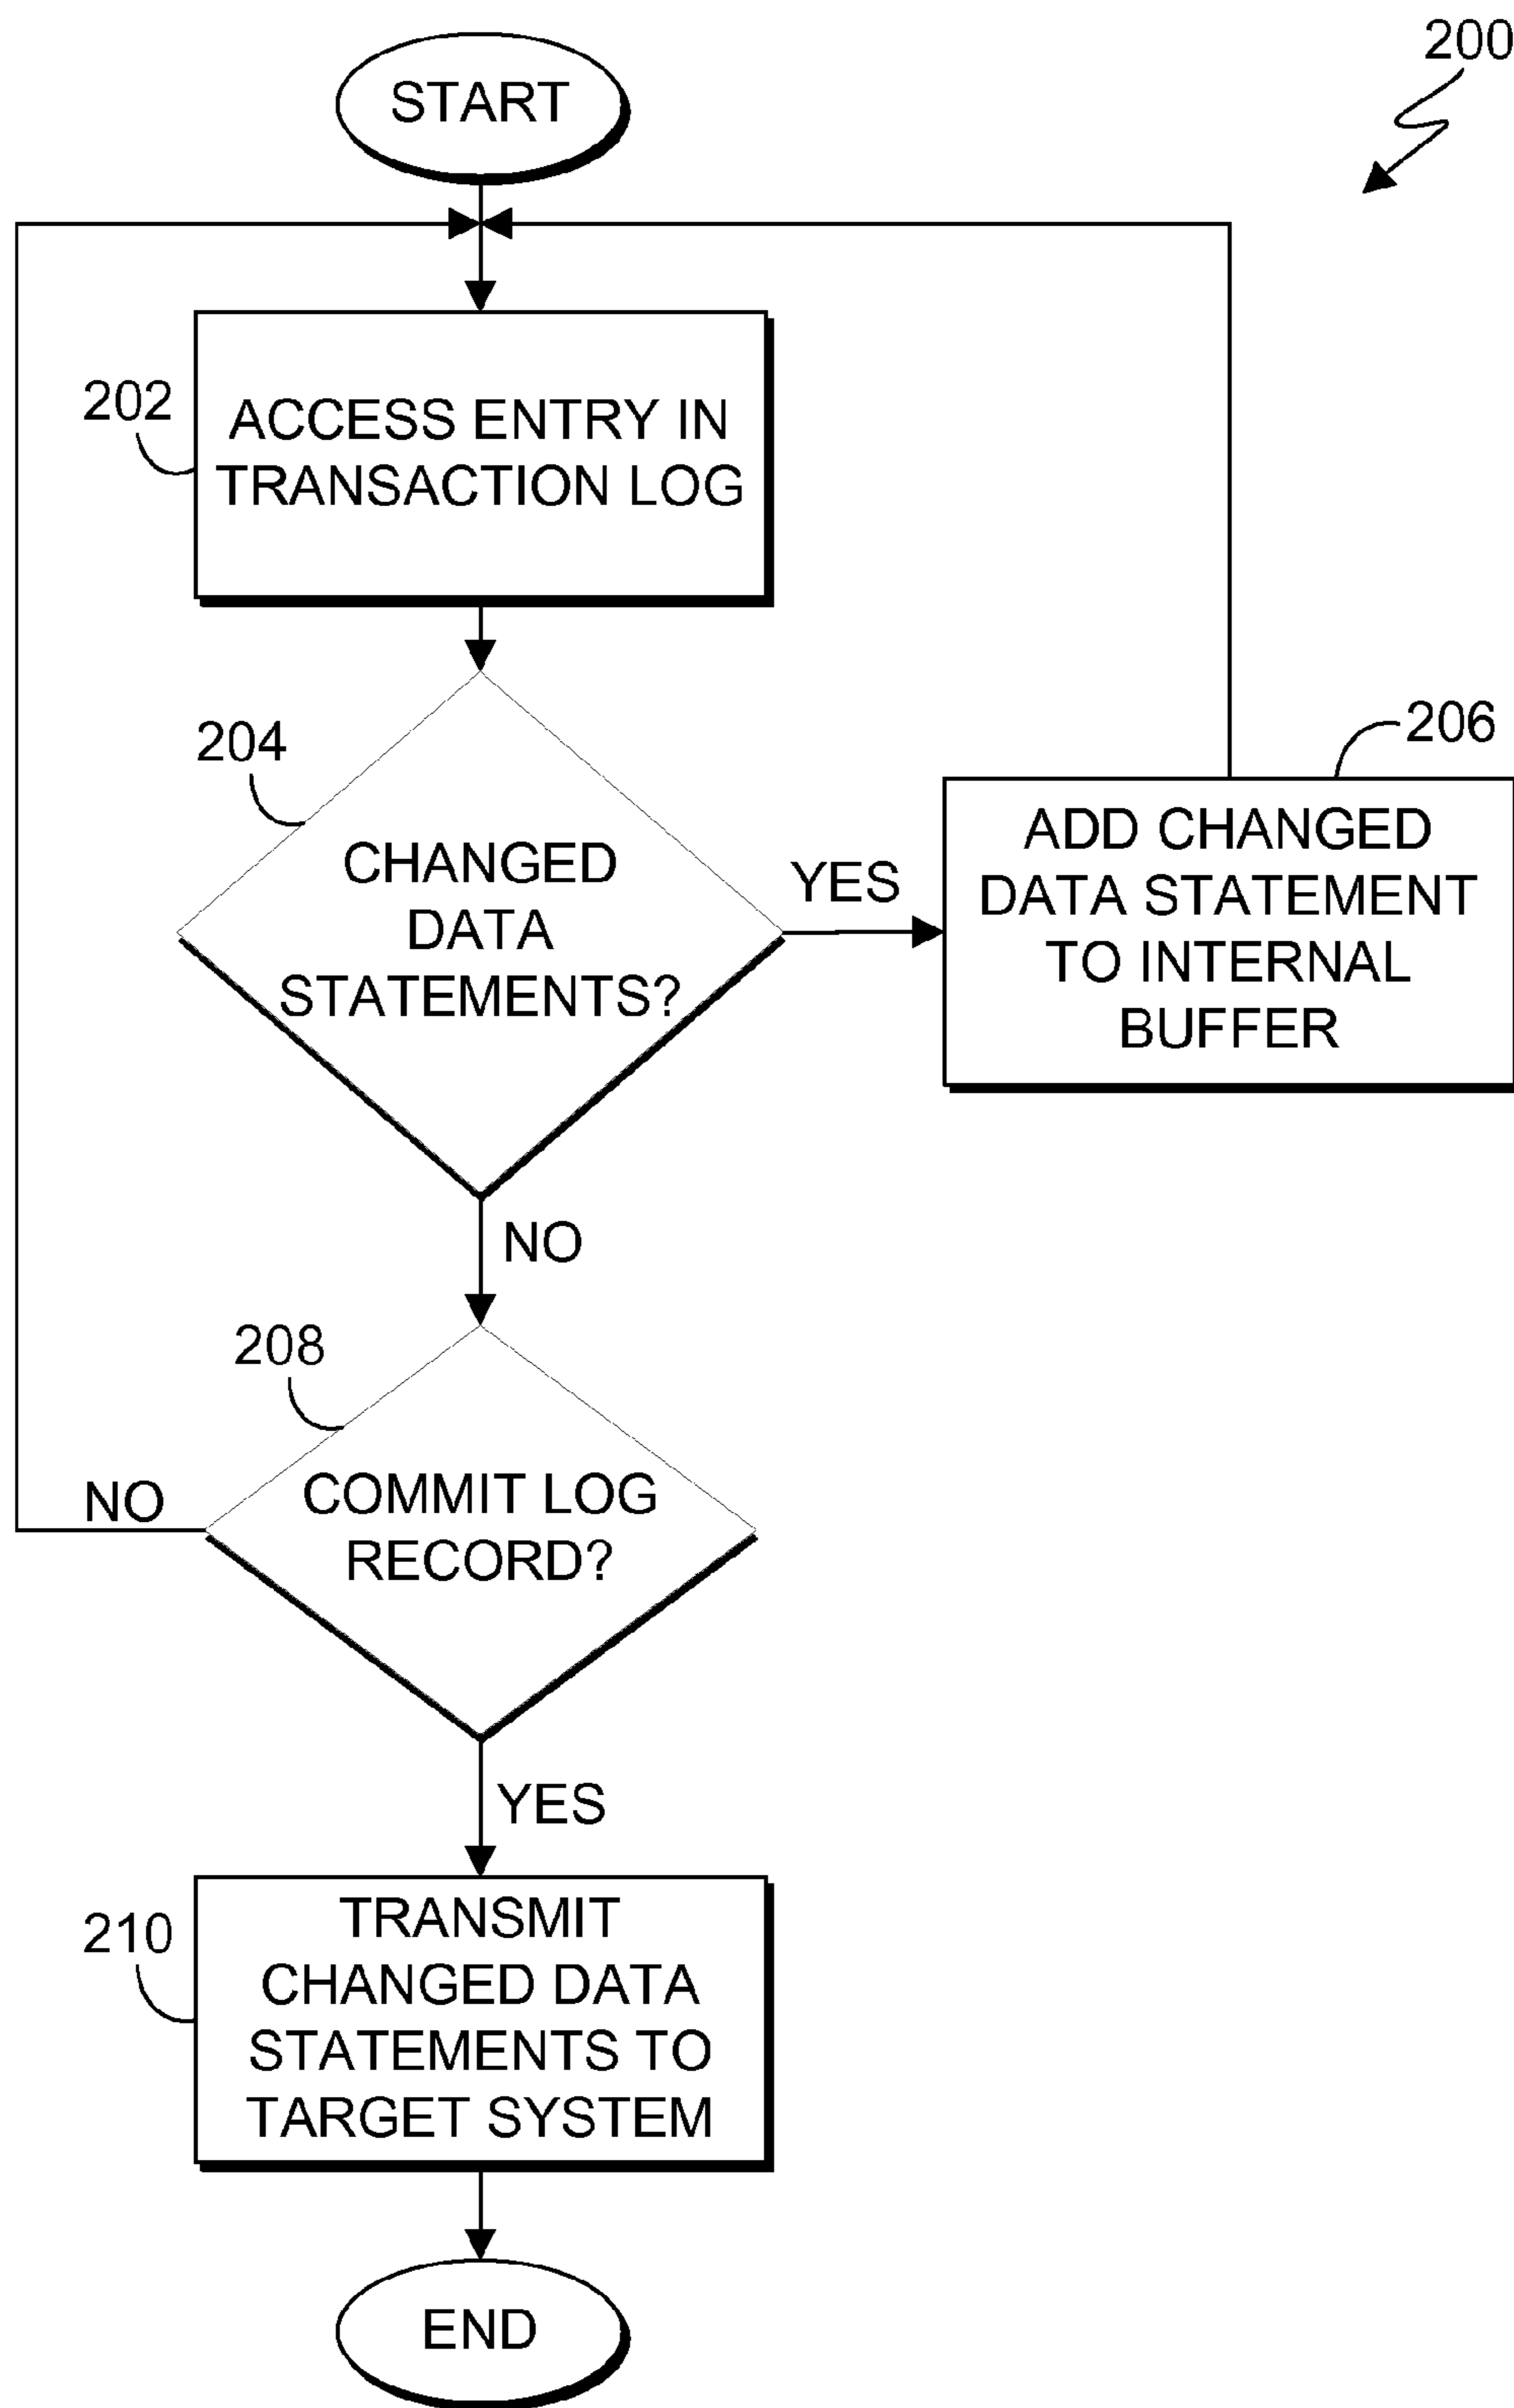 200
START
202
ACCESS ENTRY IN
TRANSACTION LOG
204
CHANGED
DATA
STATEMENTS?
YES
206
ADD CHANGED
DATA STATEMENT
TO INTERNAL
BUFFER
NO
208
COMMIT LOG
RECORD?
NO
YES
210
TRANSMIT
CHANGED DATA
STATEMENTS TO
TARGET SYSTEM
END